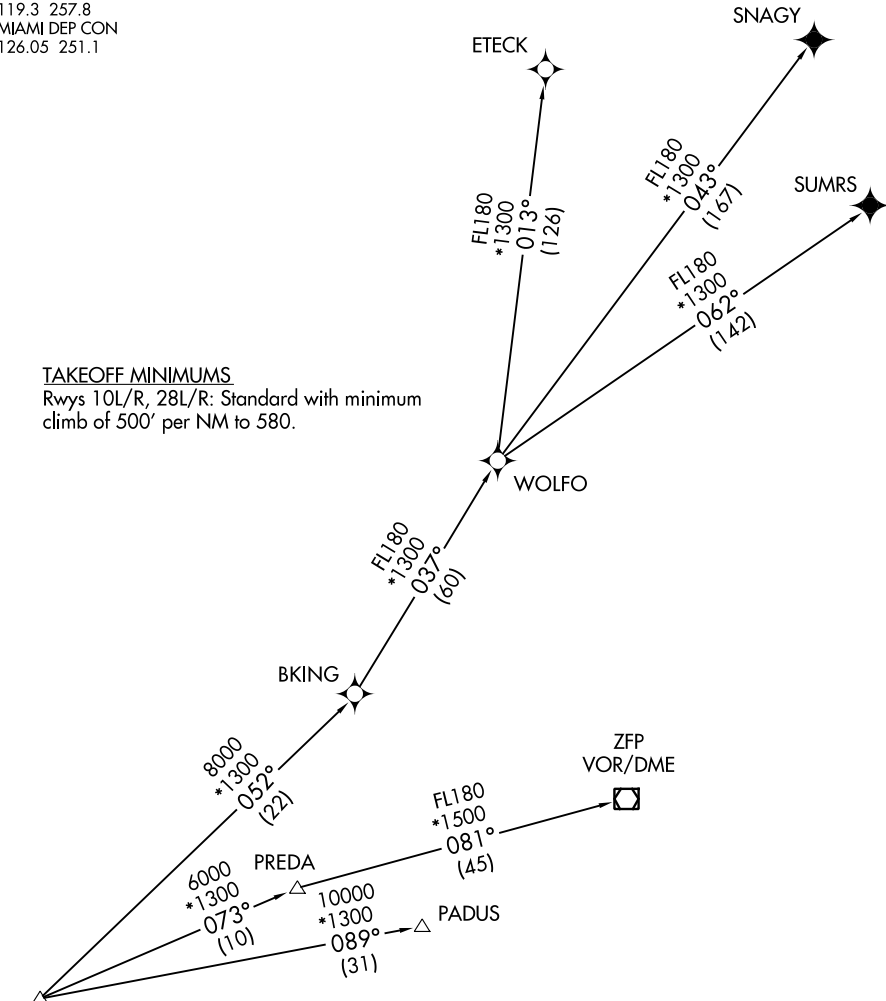 119.3 257.8
MIAMI DEP CON
126.05 251.1
SNAGY
ETECK
FL180
*1300
043°
(167)
SUMRS
FL180
*1300
013°
(126)
FL180
*1300
062°
(142)
TAKEOFF MINIMUMS
Rwys 10L/R, 28L/R: Standard with minimum
climb of 500' per NM to 580.
WOLFO
FL180
*1300
037°
(60)
BKING
8000
*1300
052°
(22)
ZFP
VOR/DME
FL180
*1500
081°
(45)
PREDA
6000
*1300
073°
(10)
10000
*1300
089°
(31)
PADUS